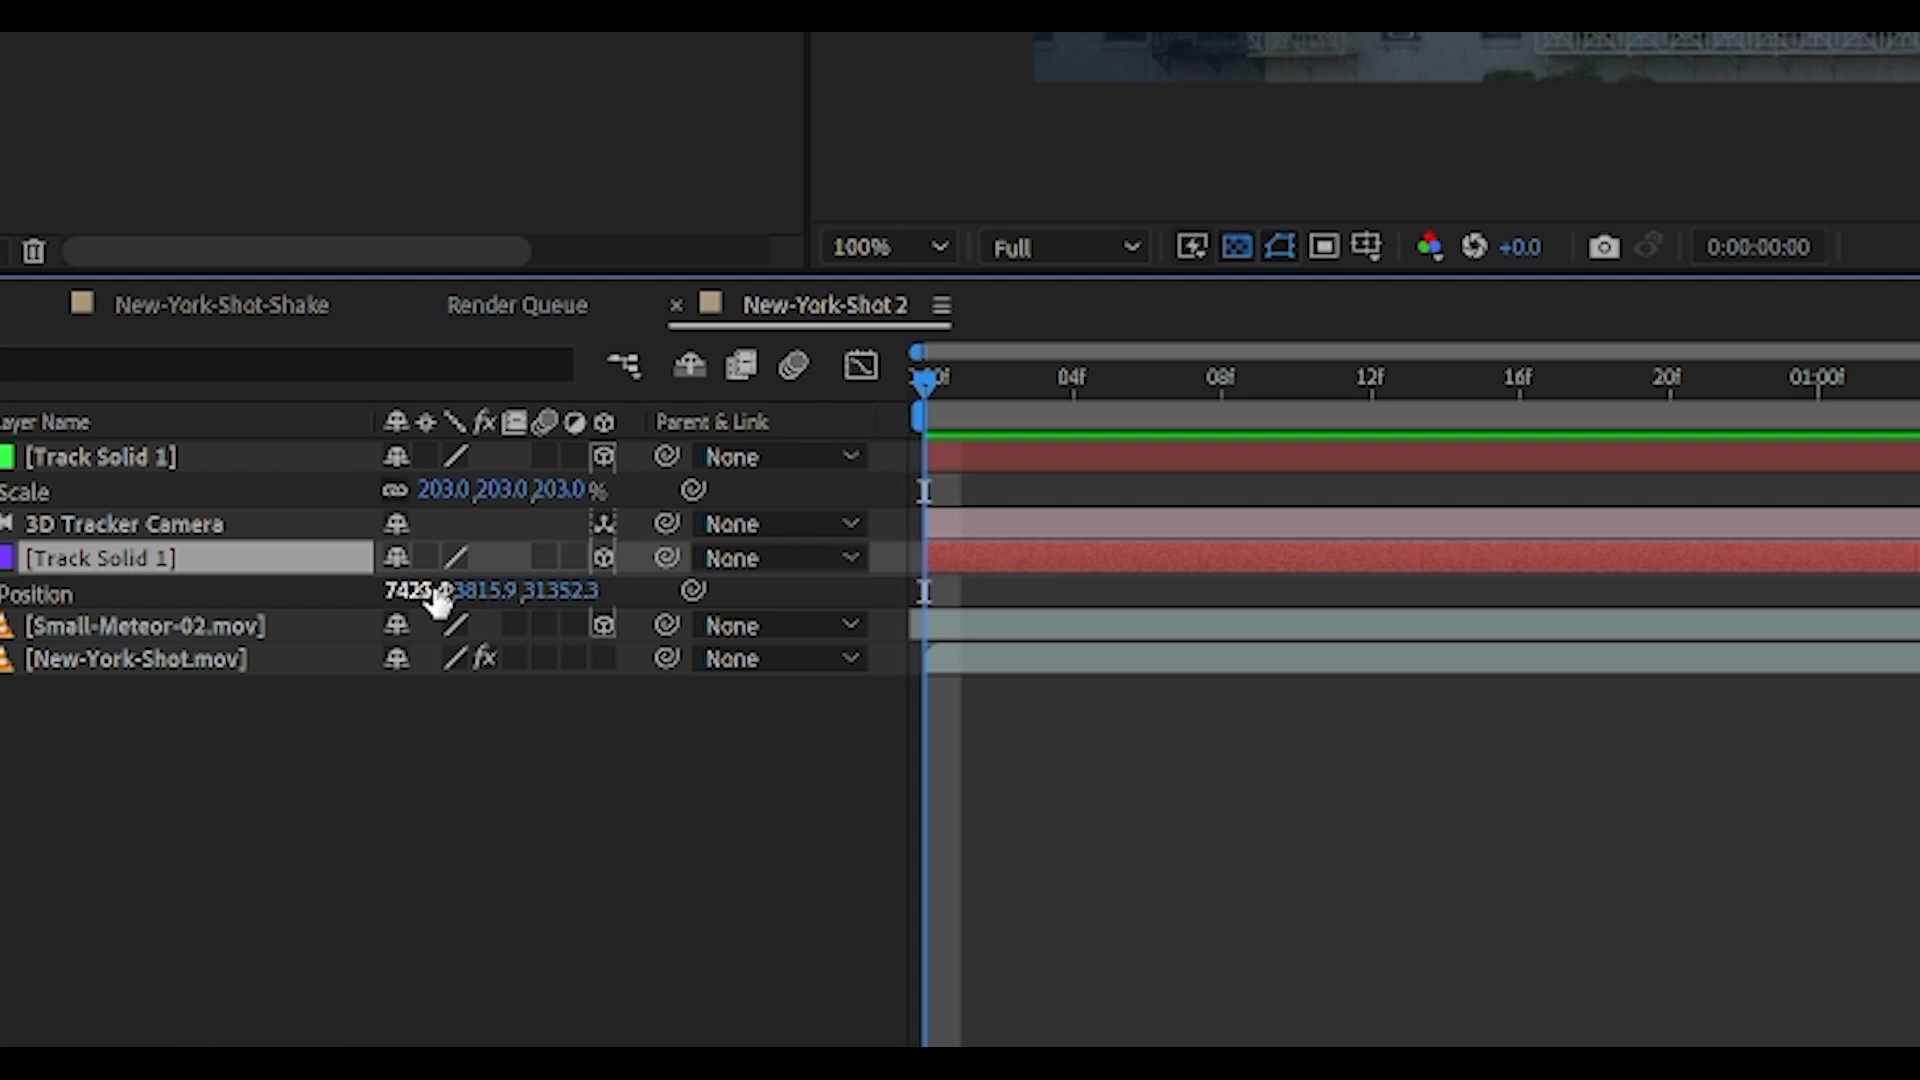 100% Full +0.0 0:00:00:00
New-York-Shot-Shake Render Queue × New-York-Shot 2
04f 08f 12f 16f 20f 01:00f
ayer Name fx Parent & Link
[Track Solid 1] None
Scale 203.0,203.0,203.0 %
3D Tracker Camera None
[Track Solid 1] None
Position 3815.9,31352.3
[Small-Meteor-02.mov] None
[New-York-Shot.mov] fx None